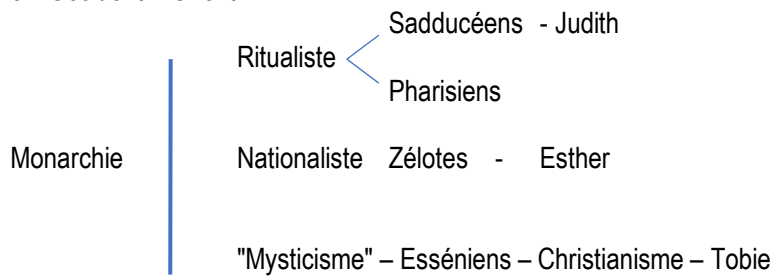 Sadducéens - Judith
Ritualiste
Pharisiens
Monarchie Nationaliste Zélotes - Esther
"Mysticisme" – Esséniens – Christianisme – Tobie